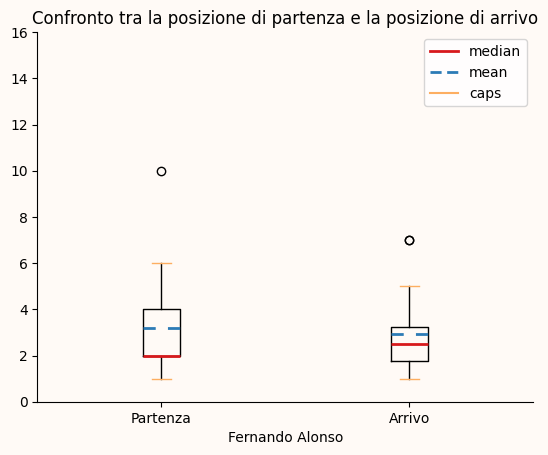 Confronto tra la posizione di partenza e la posizione di arrivo
16
14
12
10
8
6
4
2
0
median
mean
caps
Partenza
Arrivo
Fernando Alonso